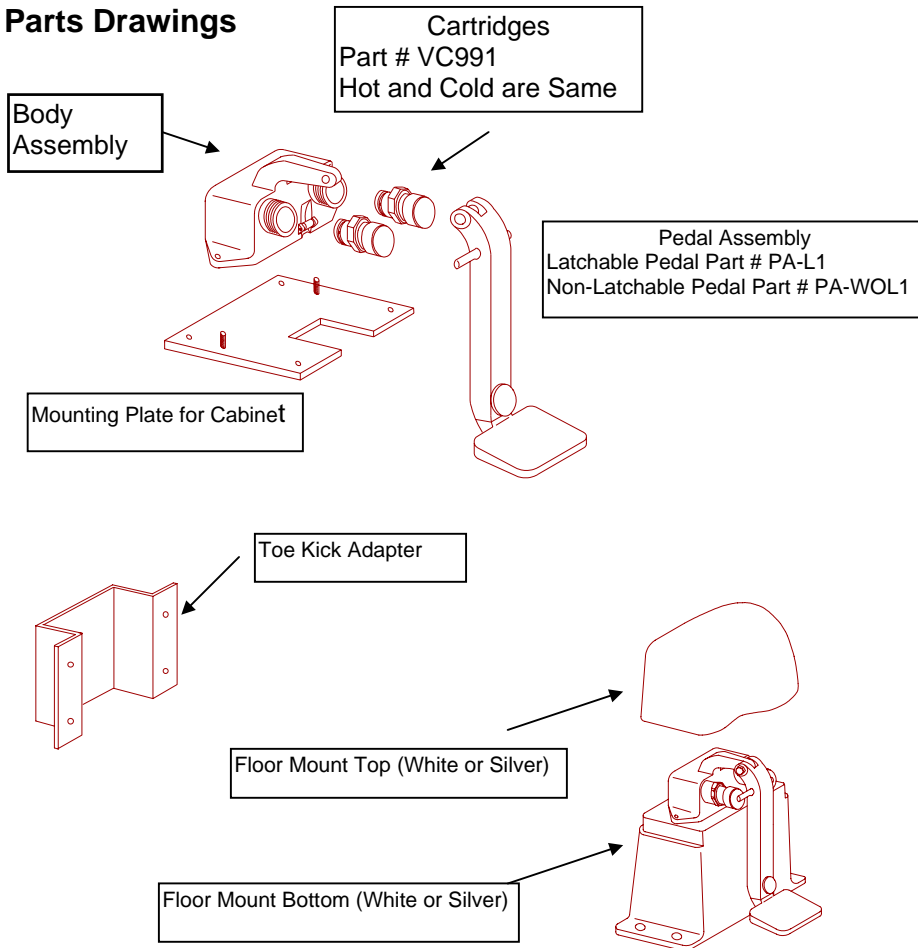 Parts Drawings
Cartridges
Part # VC991
Hot and Cold are Same
Body
Assembly
Pedal Assembly
Latchable Pedal Part # PA-L1
Non-Latchable Pedal Part # PA-WOL1
Mounting Plate for Cabinet
Toe Kick Adapter
Floor Mount Top (White or Silver)
Floor Mount Bottom (White or Silver)